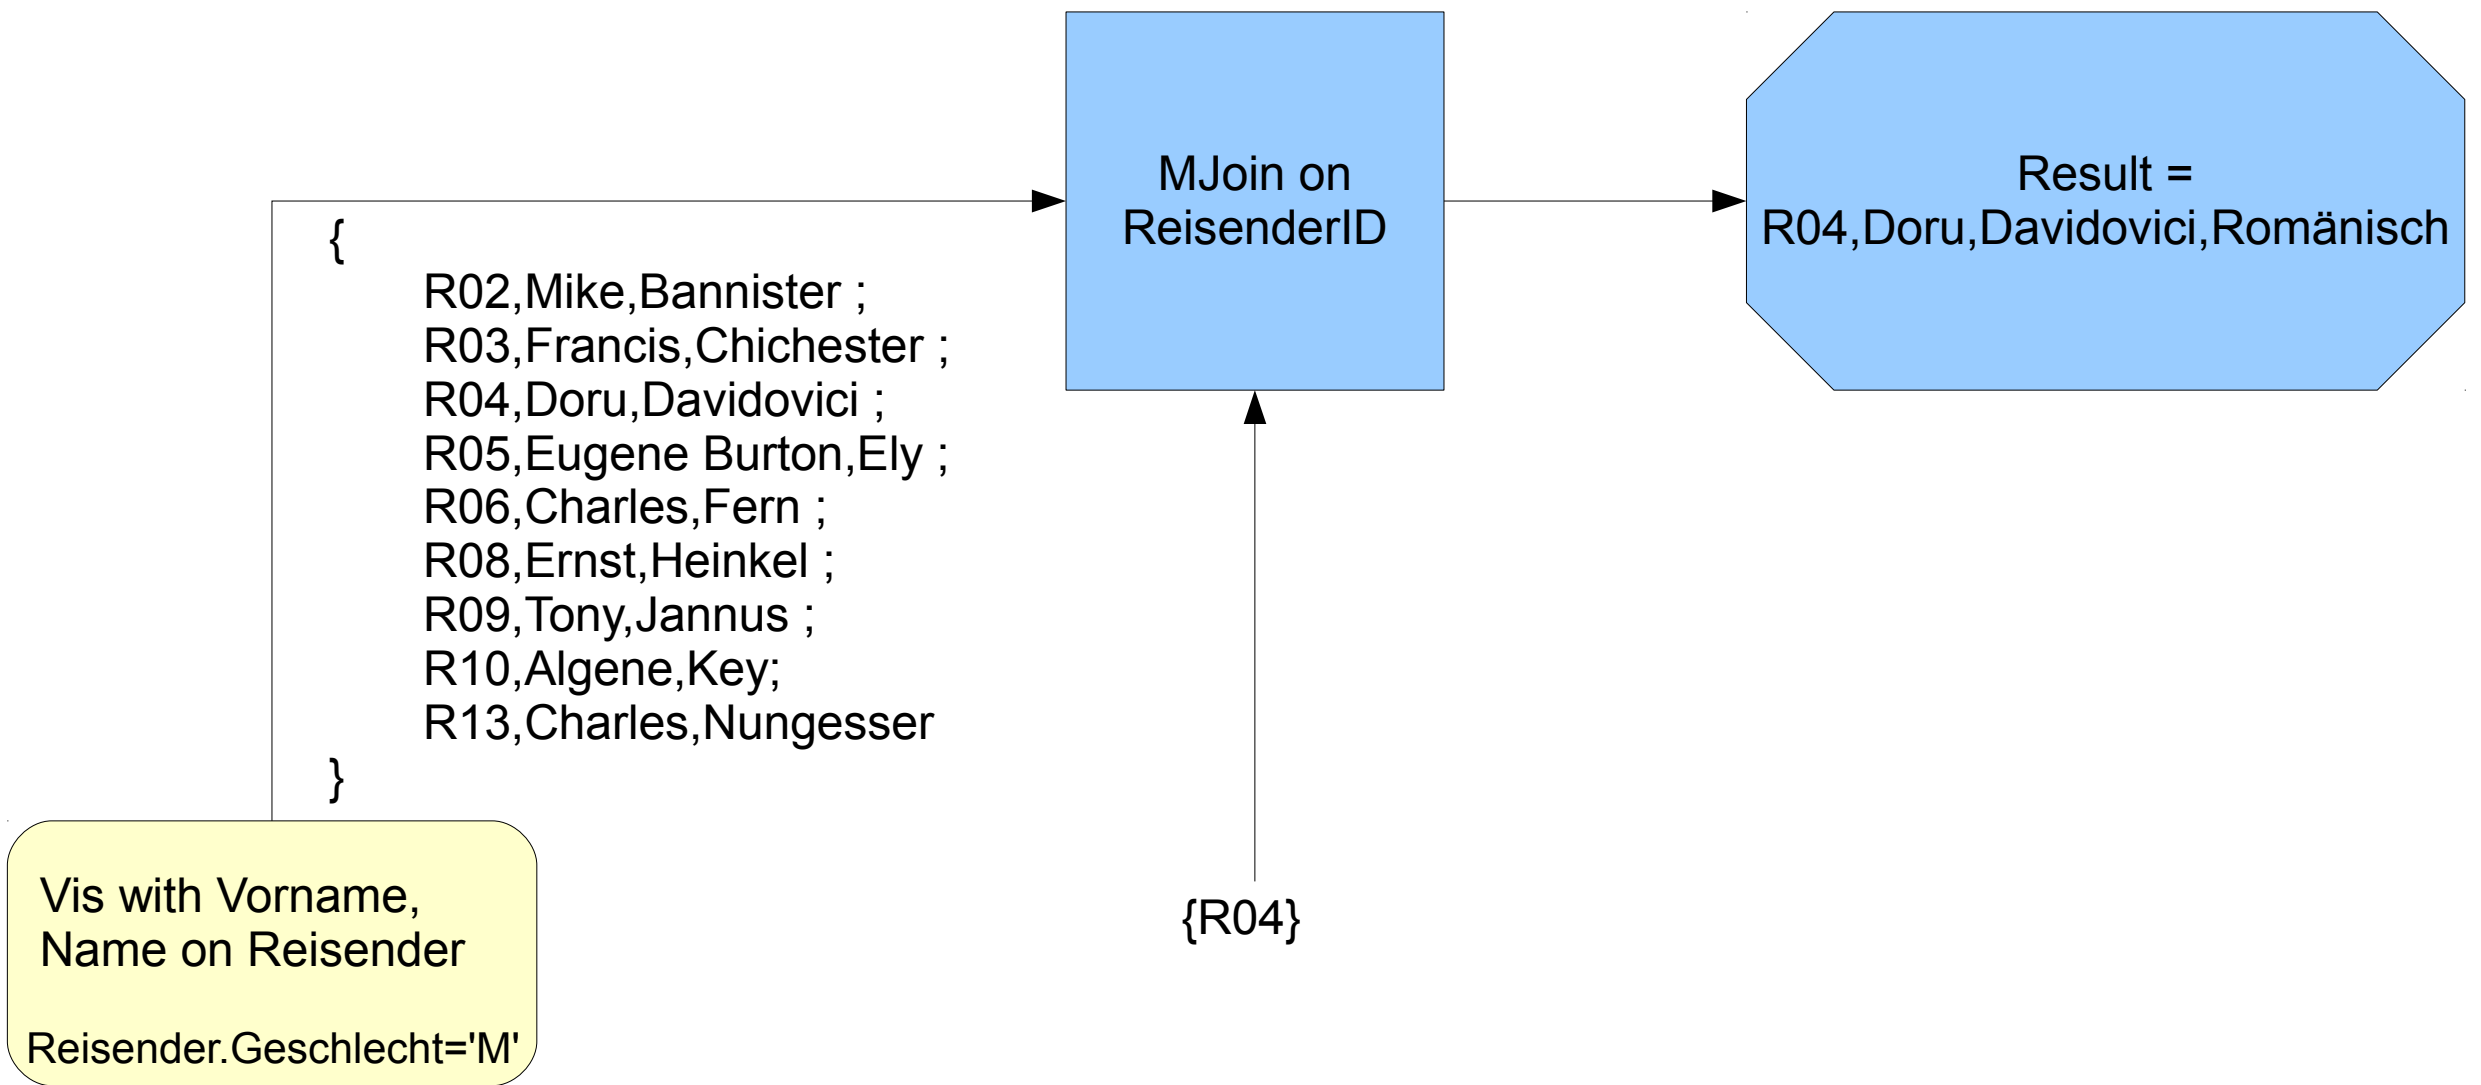 MJoin on
ReisenderID
Result =
R04,Doru,Davidovici,Romänisch
{
R02,Mike,Bannister ;
R03,Francis,Chichester ;
R04,Doru,Davidovici ;
R05,Eugene Burton,Ely ;
R06,Charles,Fern ;
R08,Ernst,Heinkel ;
R09,Tony,Jannus ;
R10,Algene,Key;
R13,Charles,Nungesser
}
Vis with Vorname,
Name on Reisender
Reisender.Geschlecht='M'
{R04}